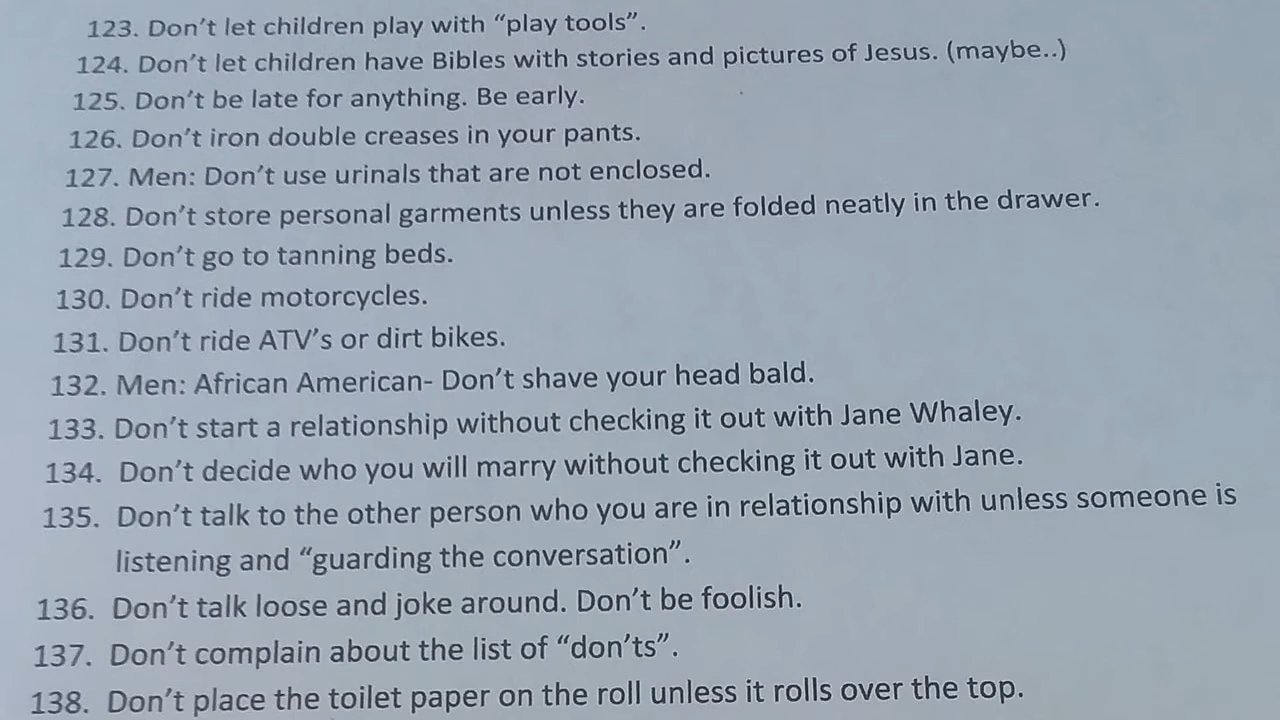 123. Don’t let children play with “play tools”.
124. Don’t let children have Bibles with stories and pictures of Jesus. (maybe..)
125. Don’t be late for anything. Be early.
126. Don’t iron double creases in your pants.
127. Men: Don’t use urinals that are not enclosed.
128. Don’t store personal garments unless they are folded neatly in the drawer.
129. Don’t go to tanning beds.
130. Don’t ride motorcycles.
131. Don’t ride ATV’s or dirt bikes.
132. Men: African American- Don’t shave your head bald.
133. Don’t start a relationship without checking it out with Jane Whaley.
134. Don’t decide who you will marry without checking it out with Jane.
135. Don’t talk to the other person who you are in relationship with unless someone is
listening and “guarding the conversation”.
136. Don’t talk loose and joke around. Don’t be foolish.
137. Don’t complain about the list of “don’ts”.
138. Don’t place the toilet paper on the roll unless it rolls over the top.